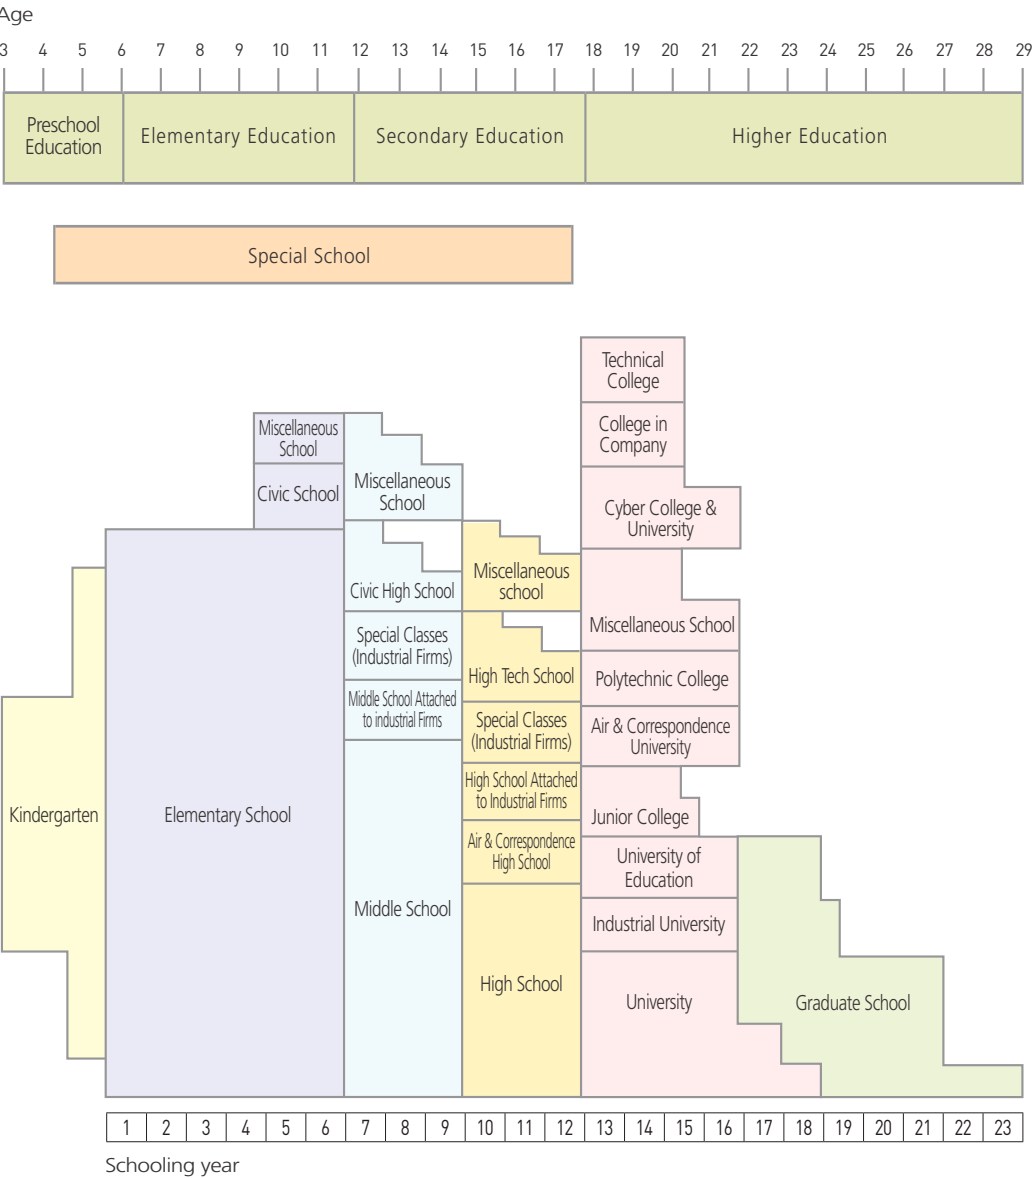 Age
3 4 5 6 7 8 9 10 11 12 13 14 15 16 17 18 19 20 21 22 23 24 25 26 27 28 29
Preschool
Education
Elementary Education
Secondary Education
Higher Education
Special School
Technical
College
College in
Company
Cyber College &
University
Miscellaneous School
Polytechnic College
Air & Correspondence
University
Junior College
University of
Education
Industrial University
University
Graduate School
Miscellaneous
School
Civic School
Elementary School
Kindergarten
Miscellaneous
School
Civic High School
Special Classes
(Industrial Firms)
Middle School Attached
to industrial Firms
Middle School
Miscellaneous
school
High Tech School
Special Classes
(Industrial Firms)
High School Attached
to Industrial Firms
Air & Correspondence
High School
High School
1 2 3 4 5 6 7 8 9 10 11 12 13 14 15 16 17 18 19 20 21 22 23
Schooling year